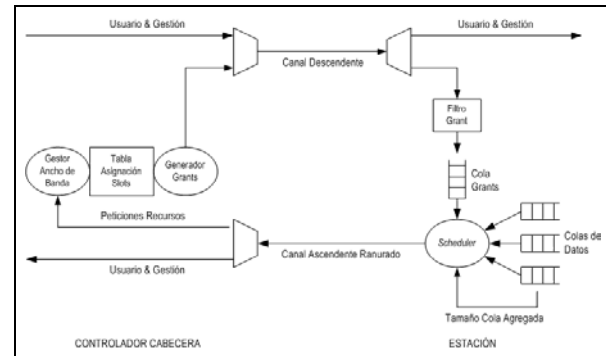 Usuario & Gestión
Usuario & Gestión
Canal Descendente
Filtro
Grant
Gestor
Ancho de
Banda
Tabla
Asignación
Slots
Generador
Grants
Cola
Grants
Peticiones Recursos
Scheduler
Colas de
Datos
Canal Ascendente Ranurado
Usuario & Gestión
Tamaño Cola Agregada
CONTROLADOR CABECERA
ESTACIÓN